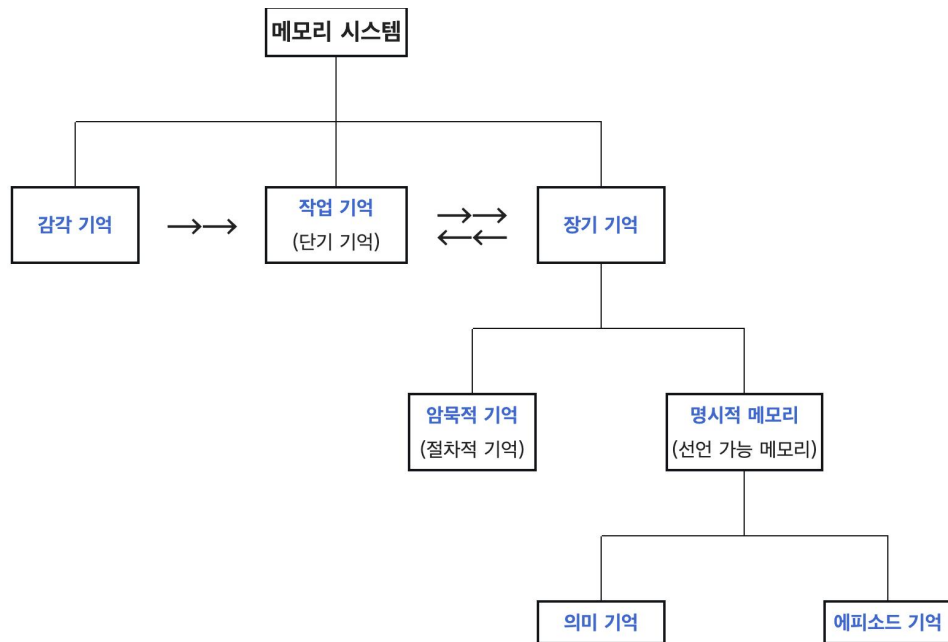 메모리 시스템
감각 기억
작업 기억
(단기 기억)
장기 기억
암묵적 기억
(절차적 기억)
명시적 메모리
(선언 가능 메모리)
의미 기억
에피소드 기억